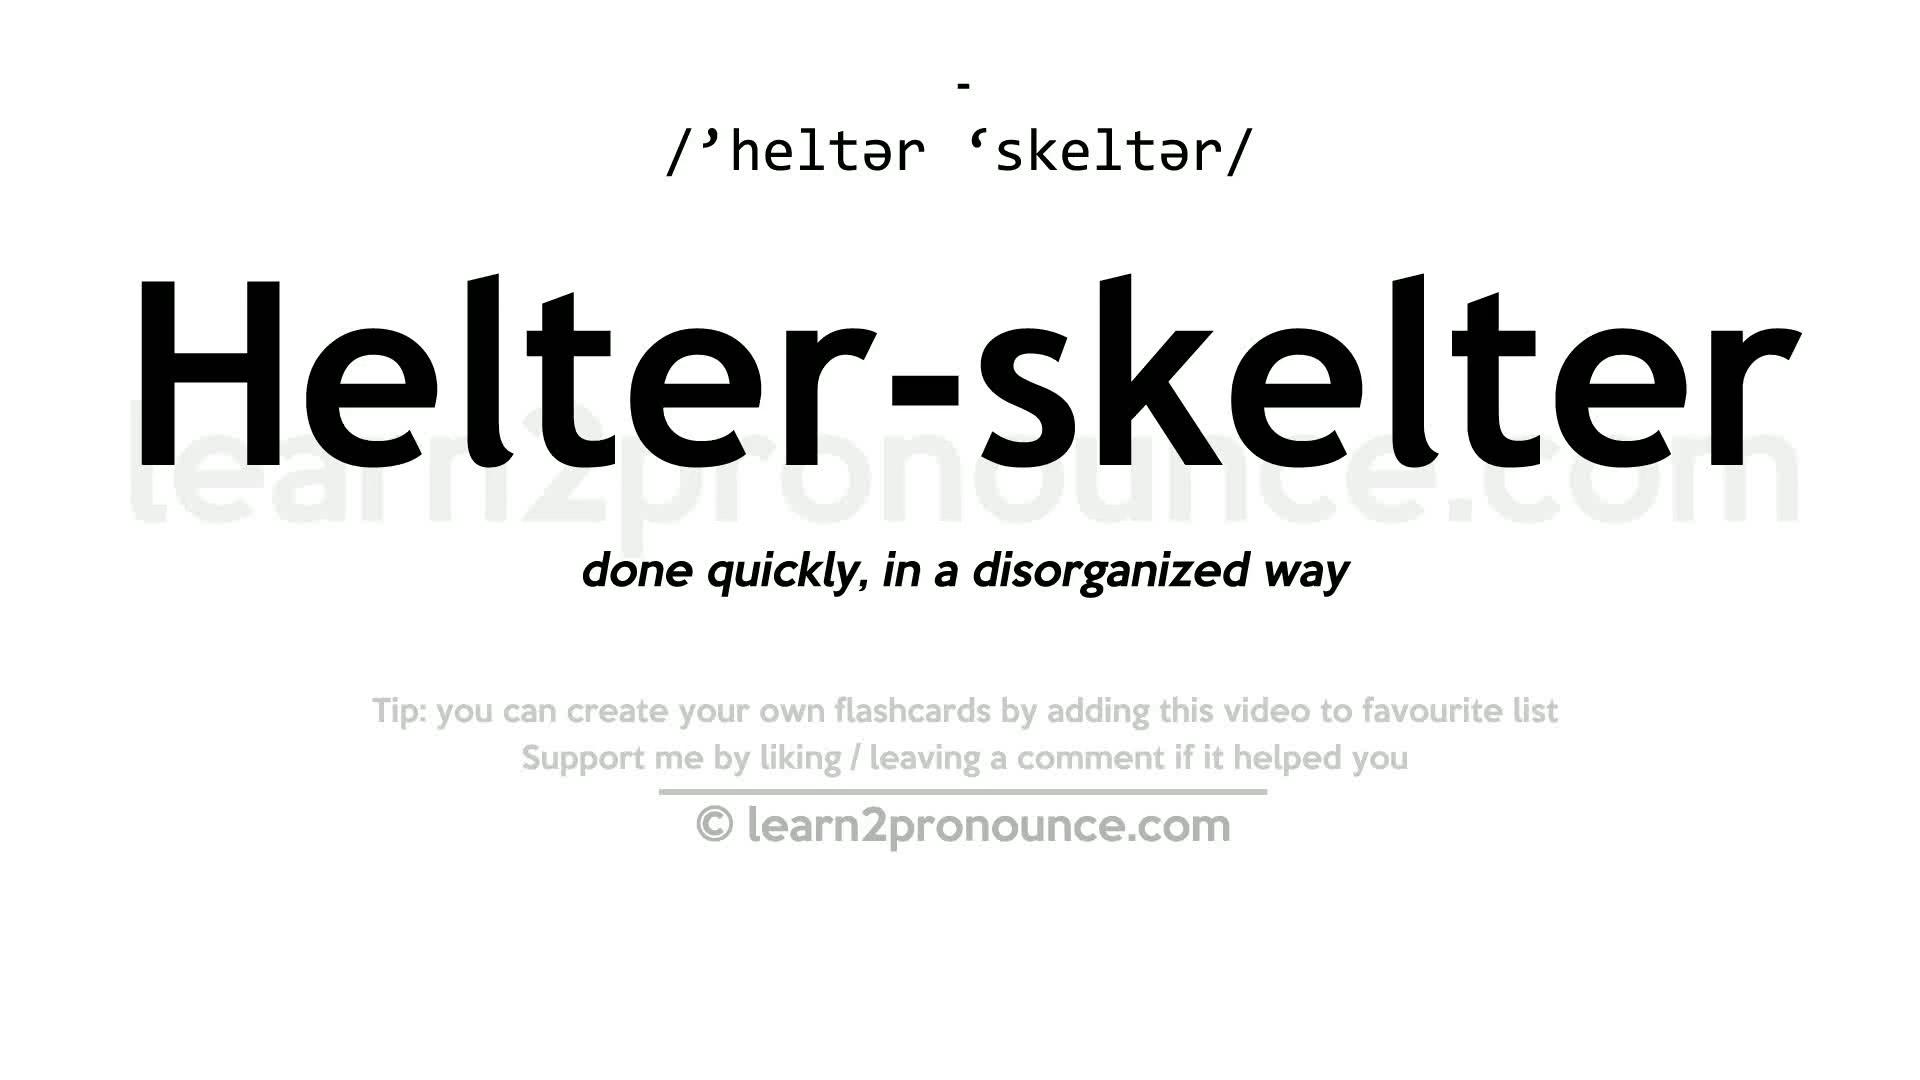 -
/’heltər ‘skeltər/
Helter-skelter
learn2pronounce.com
done quickly, in a disorganized way
Tip: you can create your own flashcards by adding this video to favourite list
Support me by liking / leaving a comment if it helped you
© learn2pronounce.com